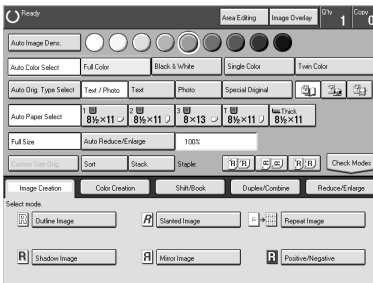 Ready Area Editing Image Overlay Q'ty 1 Copy 0
Auto Image Dens.
Auto Color Select Full Color Black & White Single Color Twin Color
Auto Orig. Type Select Text / Photo Text Photo Special Original
Auto Paper Select 1 8½×11 2 8½×11 3 8×13 T 8½×11 Thick 8½×11
Full Size Auto Reduce/Enlarge 100%
Custom Size Orig. Sort Stack Staple: Check Modes
Image Creation Color Creation Shift/Book Duplex/Combine Reduce/Enlarge
Select mode.
R Outline Image R Slanted Image Repeat Image
R Shadow Image Я Mirror Image R Positive/Negative